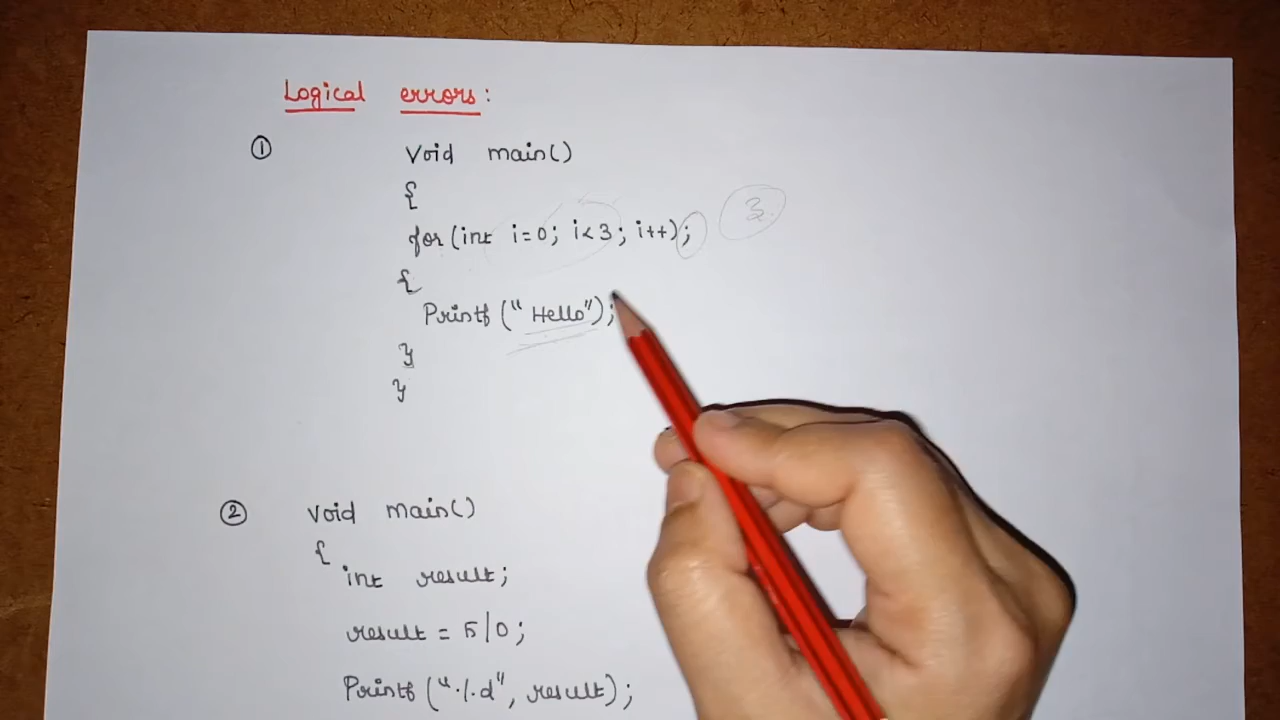 Logical errors:
① Void main()
{
for(int i=0; i<3; i++); 3
{
Printf("Hello");
}
}
② void main()
{
int result;
result = 5/0;
Printf("%d", result);